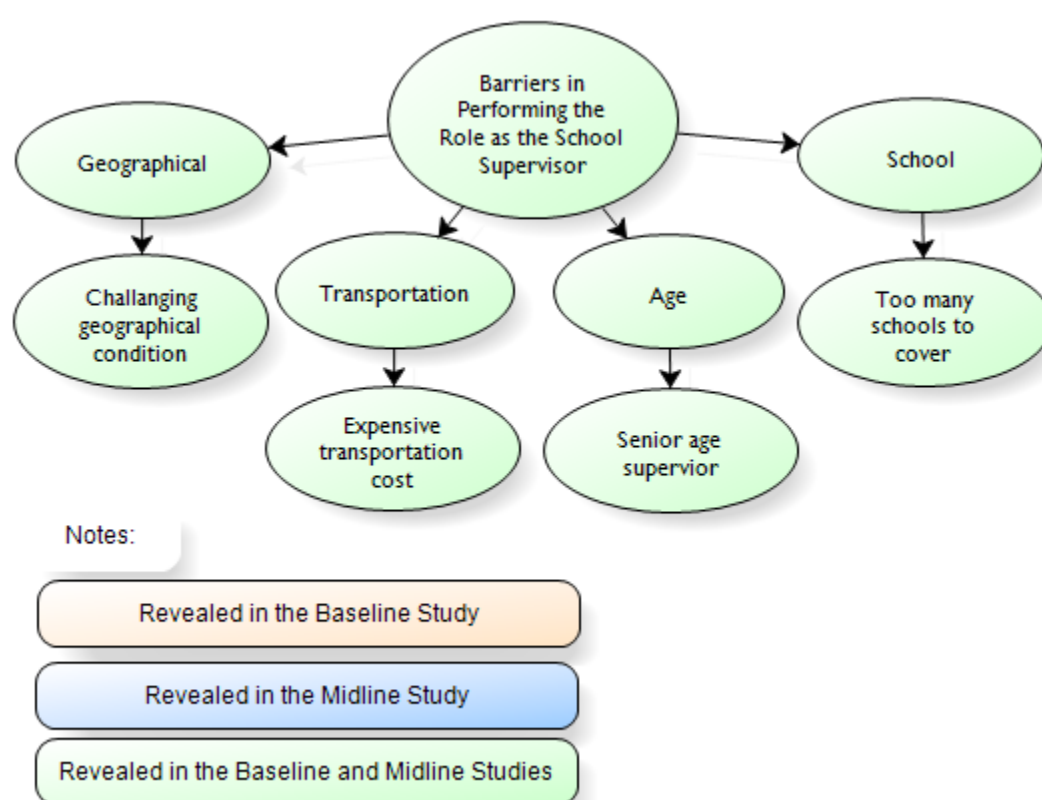 Barriers in
Performing the
Role as the School
Supervisor
Geographical
School
Transportation
Age
Challanging
geographical
condition
Too many
schools to
cover
Expensive
transportation
cost
Senior age
supervior
Notes:
Revealed in the Baseline Study
Revealed in the Midline Study
Revealed in the Baseline and Midline Studies